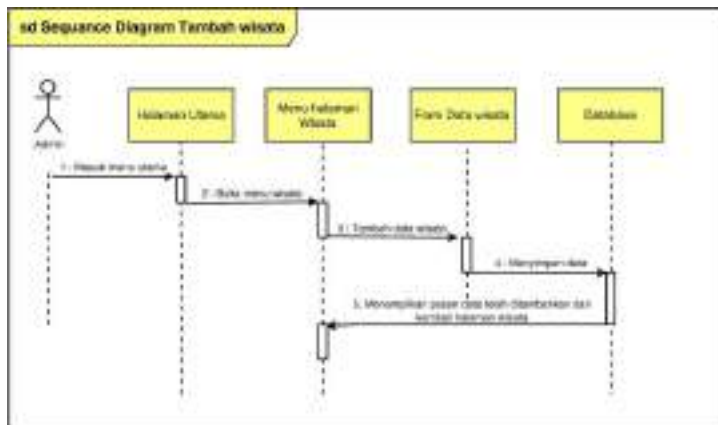 sd Sequance Diagram Tambah wisata
Halaman Utama
Menu Halaman
Wisata
Form Data wisata
Database
Admin
1 : Masuk menu utama
2 : Buka menu wisata
3 : Tambah data wisata
4 : Menyimpan data
5. Menampilkan pesan data telah ditambahkan dan
kembali halaman wisata